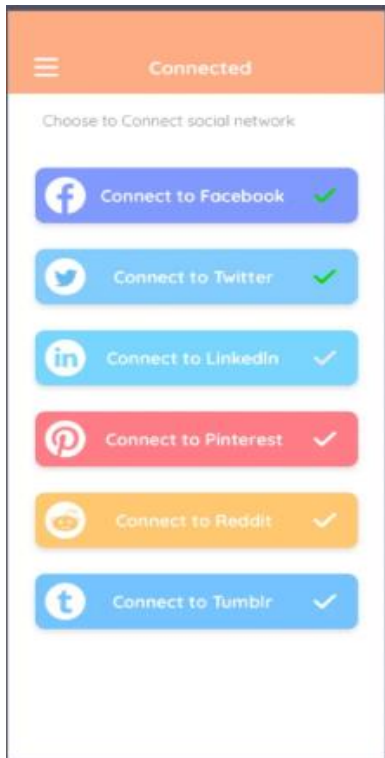 Connected
Choose to Connect social network
Connect to Facebook
Connect to Twitter
Connect to LinkedIn
Connect to Pinterest
Connect to Reddit
Connect to Tumblr